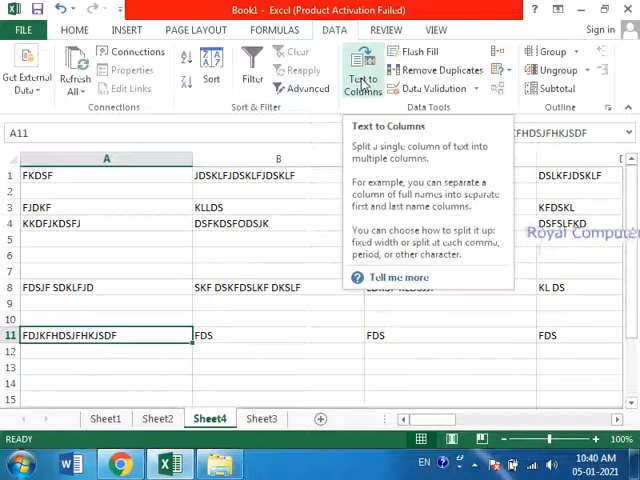 Book1 - Excel (Product Activation Failed)
FILE HOME INSERT PAGE LAYOUT FORMULAS DATA REVIEW VIEW Sign in
Get External Data
Refresh All
Connections
Properties
Edit Links
Connections
Sort
Filter
Clear
Reapply
Advanced
Sort & Filter
Text to Columns
Flash Fill
Remove Duplicates
Data Validation
Data Tools
Group
Ungroup
Subtotal
Outline
A11
HDSJFHKJSDF
Text to Columns
Split a single column of text into
multiple columns.
For example, you can separate a
column of full names into separate
first and last name columns.
You can choose how to split it up:
fixed width or split at each comma,
period, or other character.
Tell me more
A B
1 FKDSF JDSKLFJDSKLFJDSKLF DSLKLFJDSKLF
2
3 FJDKF KLLDS KFDSKL
4 KKDFJKDSFJ DSFKDSFODSJK DSFSLFKD
Royal Computer
5
6
7
8 FDSJF SDKLFJD SKF DSKFDSLKF DKSLF KL DS
9
10
11 FDJKFHDSJFHKJSDF FDS FDS FDS
12
13
14
15
Sheet1 Sheet2 Sheet4 Sheet3
READY 100%
EN 10:40 AM
05-01-2021